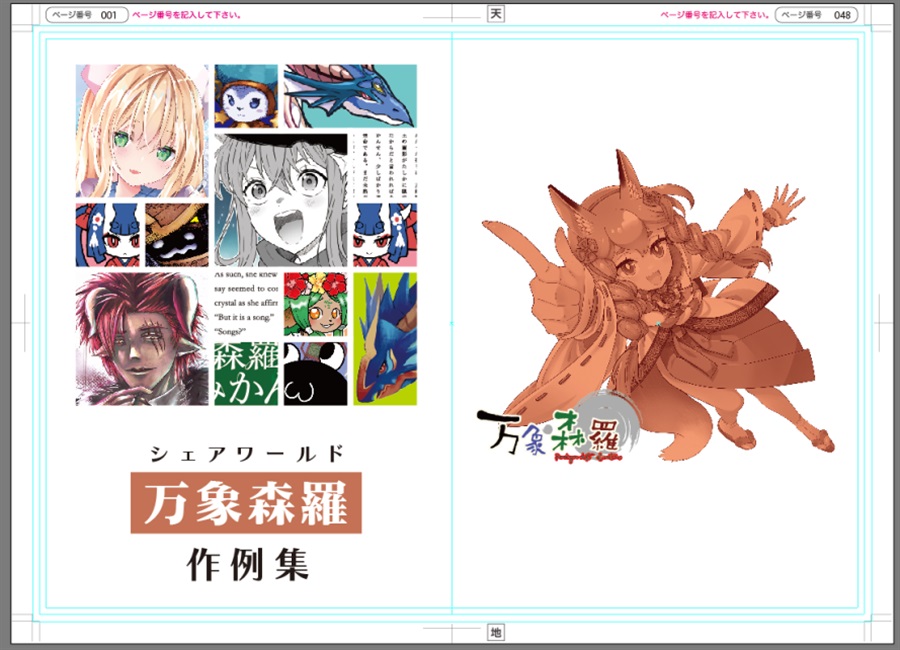 ページ番号 001 ページ番号を記入して下さい。
天
ページ番号を記入して下さい。 ページ番号 048
As such, she knew
say seemed to
crystal as she
"But it is a song."
"Songs?"
森羅
みかん
シェアワールド
万象森羅
作例集
万象森羅
地